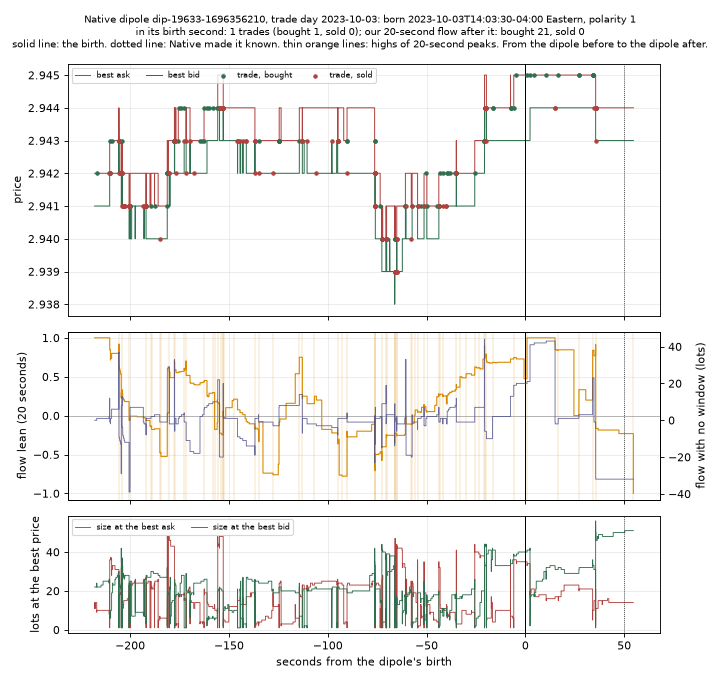 Native dipole dip-19633-1696356210, trade day 2023-10-03: born 2023-10-03T14:03:30-04:00 Eastern, polarity 1
in its birth second: 1 trades (bought 1, sold 0); our 20-second flow after it: bought 21, sold 0
solid line: the birth. dotted line: Native made it known. thin orange lines: highs of 20-second peaks. From the dipole before to the dipole after.
best ask
best bid
trade, bought
trade, sold
2.945
2.944
2.943
2.942
2.941
2.940
2.939
2.938
price
1.0
0.5
0.0
−0.5
−1.0
flow lean (20 seconds)
40
20
0
−20
−40
flow with no window (lots)
size at the best ask
size at the best bid
40
20
0
lots at the best price
−200
−150
−100
−50
0
50
seconds from the dipole's birth